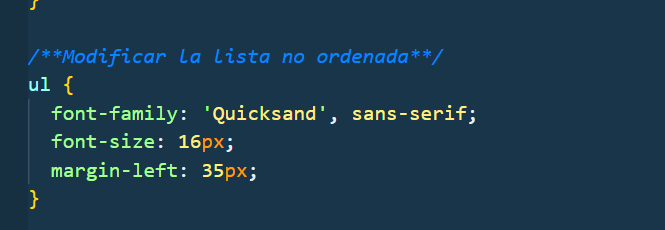 }
/**Modificar la lista no ordenada**/
ul {
  font-family: 'Quicksand', sans-serif;
  font-size: 16px;
  margin-left: 35px;
}